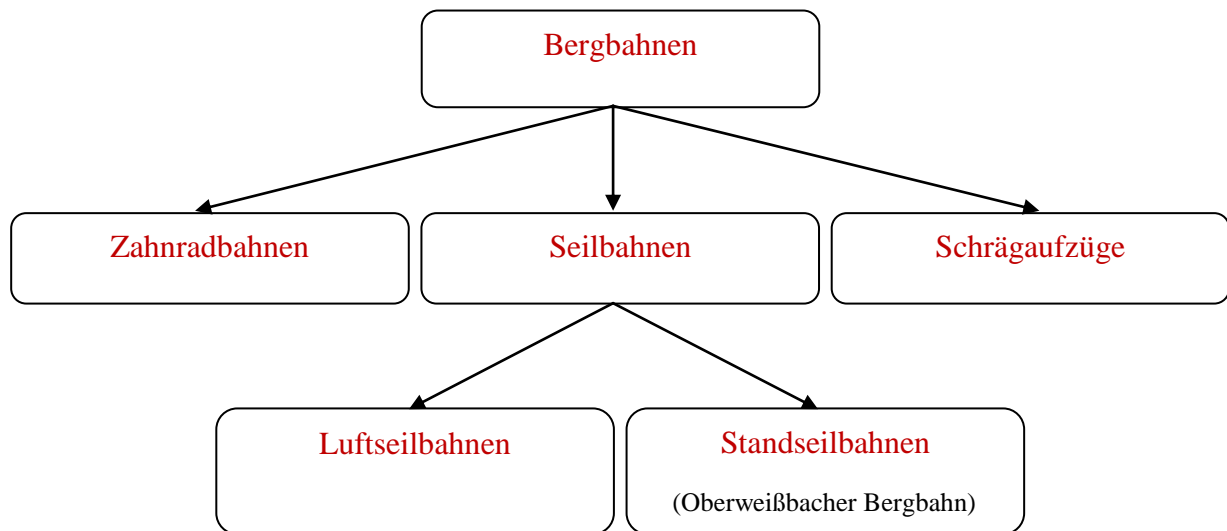 Bergbahnen
Zahnradbahnen
Seilbahnen
Schrägaufzüge
Luftseilbahnen
Standseilbahnen
(Oberweißbacher Bergbahn)